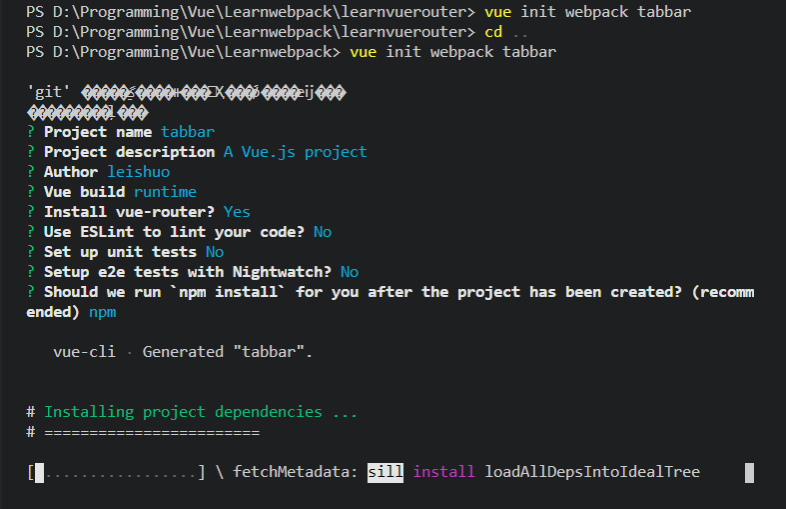 PS D:\Programming\Vue\Learnwebpack\learnvuerouter> vue init webpack tabbar
PS D:\Programming\Vue\Learnwebpack\learnvuerouter> cd ..
PS D:\Programming\Vue\Learnwebpack> vue init webpack tabbar
'git'
? Project name tabbar
? Project description A Vue.js project
? Author leishuo
? Vue build runtime
? Install vue-router? Yes
? Use ESLint to lint your code? No
? Set up unit tests No
? Setup e2e tests with Nightwatch? No
? Should we run `npm install` for you after the project has been created? (recomm
ended) npm
vue-cli · Generated "tabbar".
# Installing project dependencies ...
# ========================
[ .................] \ fetchMetadata: sill install loadAllDepsIntoIdealTree